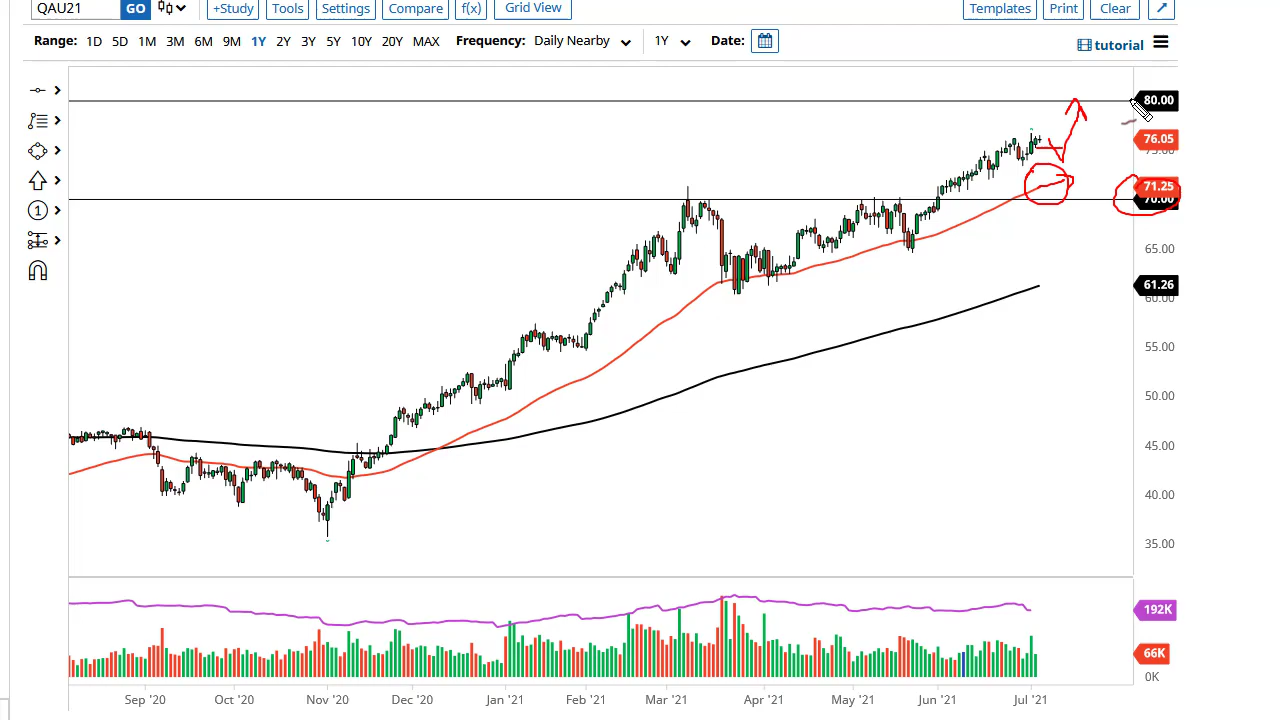 QAU21 GO +Study Tools Settings Compare f(x) Grid View Templates Print Clear
Range: 1D 5D 1M 3M 6M 9M 1Y 2Y 3Y 5Y 10Y 20Y MAX Frequency: Daily Nearby 1Y Date:
tutorial
80.00
76.05
75.00
71.25
70.00
65.00
61.26
60.00
55.00
50.00
45.00
40.00
35.00
1
192K
66K
0K
Sep '20 Oct '20 Nov '20 Dec '20 Jan '21 Feb '21 Mar '21 Apr '21 May '21 Jun '21 Jul '21